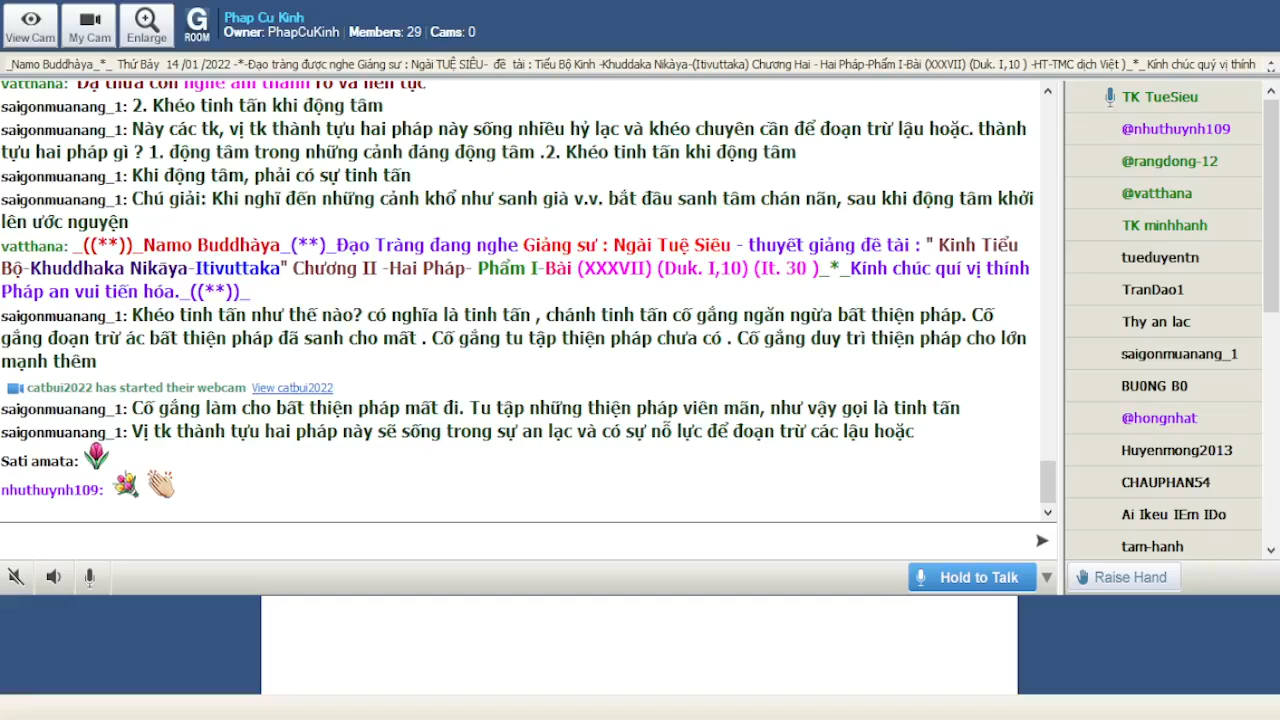 View Cam
My Cam
Enlarge
G
ROOM
Phap Cu Kinh
Owner: PhapCuKinh | Members: 29 | Cams: 0
_Namo Buddhàya_*_ Thứ Bảy 14 /01 /2022 -*-Đạo tràng được nghe Giảng sư : Ngài TUỆ SIÊU- đề tài : Tiểu Bộ Kinh -Khuddaka Nikàya-(Itivuttaka) Chương Hai - Hai Pháp-Phẩm I-Bài (XXXVII) (Duk. I,10 ) -HT-TMC dịch Việt )_*_Kính chúc quý vị thính
vatthana: Dạ thưa con nghe âm thanh rõ và liên tục
saigonmuanang_1: 2. Khéo tinh tấn khi động tâm
saigonmuanang_1: Này các tk, vị tk thành tựu hai pháp này sống nhiều hỷ lạc và khéo chuyên cần để đoạn trừ lậu hoặc. thành
tựu hai pháp gì ? 1. động tâm trong những cảnh đáng động tâm .2. Khéo tinh tấn khi động tâm
saigonmuanang_1: Khi động tâm, phải có sự tinh tấn
saigonmuanang_1: Chú giải: Khi nghĩ đến những cảnh khổ như sanh già v.v. bắt đầu sanh tâm chán nãn, sau khi động tâm khởi
lên ước nguyện
vatthana: _((**))_Namo Buddhàya_(**)_Đạo Tràng đang nghe Giảng sư : Ngài Tuệ Siêu - thuyết giảng đề tài : " Kinh Tiểu
Bộ-Khuddhaka Nikāya-Itivuttaka" Chương II -Hai Pháp- Phẩm I-Bài (XXXVII) (Duk. I,10) (It. 30 )_*_Kính chúc quí vị thính
Pháp an vui tiến hóa._((**))_
saigonmuanang_1: Khéo tinh tấn như thế nào? có nghĩa là tinh tấn , chánh tinh tấn cố gắng ngăn ngừa bất thiện pháp. Cố
gắng đoạn trừ ác bất thiện pháp đã sanh cho mất . Cố gắng tu tập thiện pháp chưa có . Cố gắng duy trì thiện pháp cho lớn
mạnh thêm
catbui2022 has started their webcam View catbui2022
saigonmuanang_1: Cố gắng làm cho bất thiện pháp mất đi. Tu tập những thiện pháp viên mãn, như vậy gọi là tinh tấn
saigonmuanang_1: Vị tk thành tựu hai pháp này sẽ sống trong sự an lạc và có sự nỗ lực để đoạn trừ các lậu hoặc
Sati amata:
nhuthuynh109:
TK TueSieu
@nhuthuynh109
@rangdong-12
@vatthana
TK minhhanh
tueduyentn
TranDao1
Thy an lac
saigonmuanang_1
BU0NG B0
@hongnhat
Huyenmong2013
CHAUPHAN54
Ai Ikeu IEm IDo
tam-hanh
Hold to Talk
Raise Hand